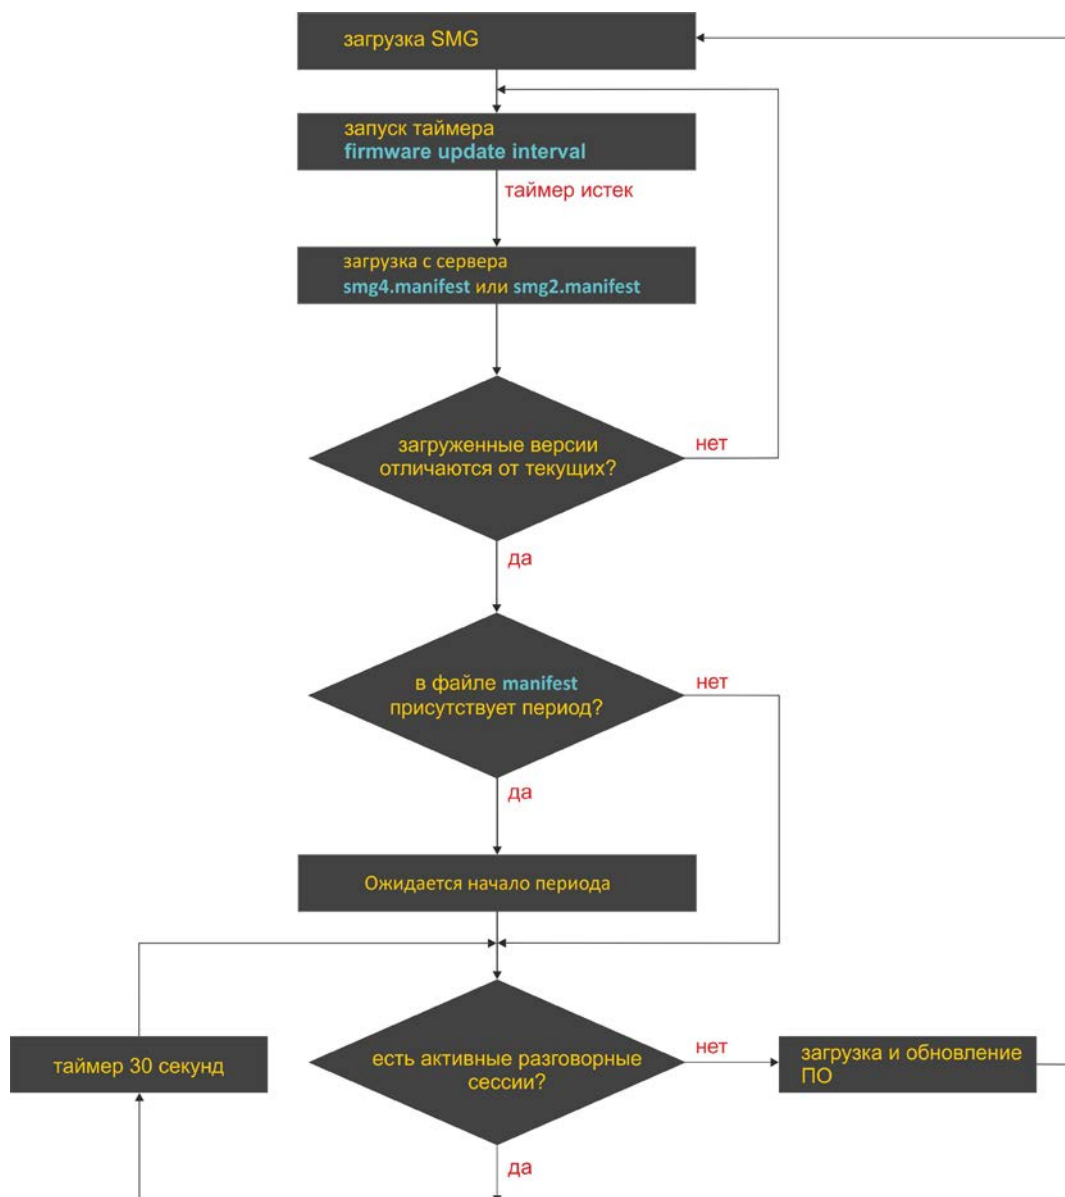 загрузка SMG
запуск таймера
firmware update interval
таймер истек
загрузка с сервера
smg4.manifest или smg2.manifest
загруженные версии
отличаются от текущих?
нет
да
в файле manifest
присутствует период?
нет
да
Ожидается начало периода
таймер 30 секунд
есть активные разговорные
сессии?
нет
загрузка и обновление
ПО
да